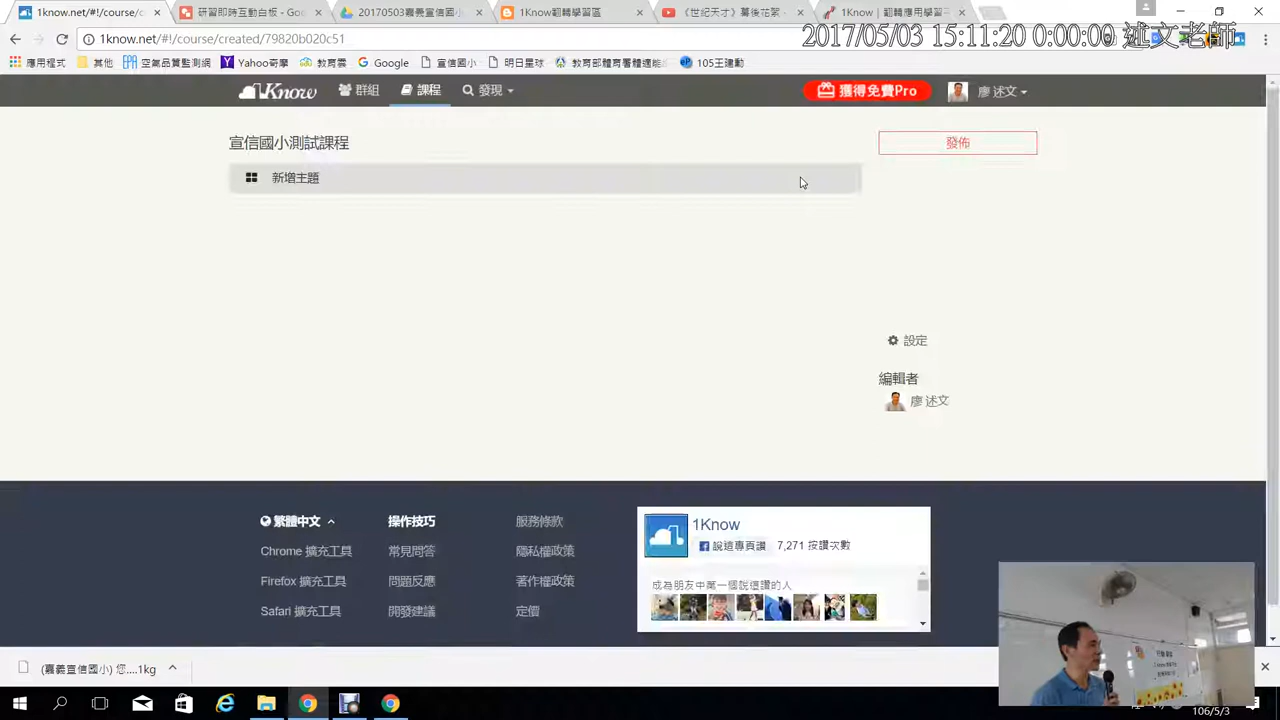 1know.net/#!/course/c
研習即時互動白板 - Goo
20170503嘉義宣信國小
1Know翻轉學習區
《世紀天才》幕後花絮 -
1Know | 翻轉應用學習平
1know.net/#!/course/created/79820b020c51
2017/05/03 15:11:20 0:00:00 述文老師
應用程式
其他
空氣品質監測網
Yahoo奇摩
教育雲
Google
宣信國小
明日星球
教育部體育署體適能
105王建勳
1Know
群組
課程
發現
獲得免費Pro
廖 述文
宣信國小測試課程
發佈
新增主題
設定
編輯者
廖 述文
繁體中文
操作技巧
服務條款
Chrome 擴充工具
常見問答
隱私權政策
Firefox 擴充工具
問題反應
著作權政策
Safari 擴充工具
開發建議
定價
1Know
說這專頁讚
7,271 按讚次數
成為朋友中第一個說這讚的人
(嘉義宣信國小) 您....1kg
106/5/3